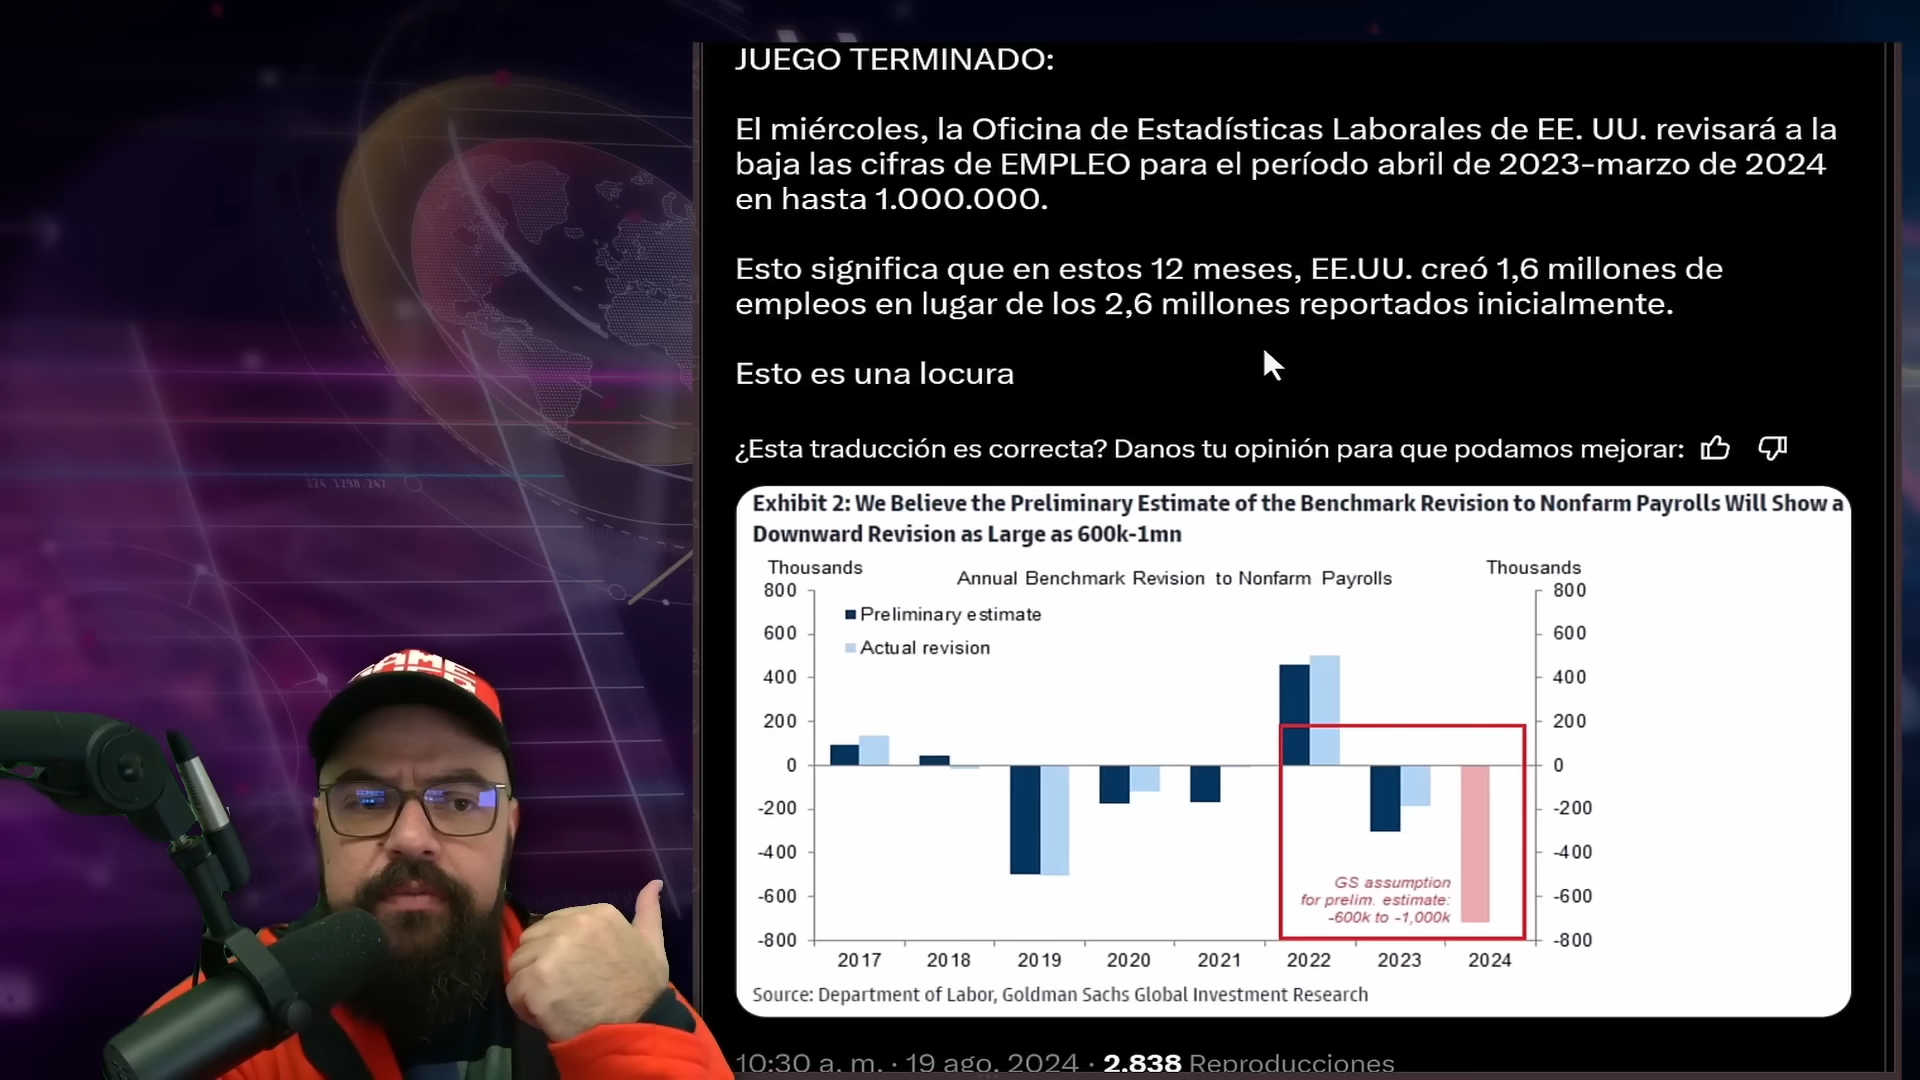 JUEGO TERMINADO:
El miércoles, la Oficina de Estadísticas Laborales de EE. UU. revisará a la
baja las cifras de EMPLEO para el período abril de 2023-marzo de 2024
en hasta 1.000.000.
Esto significa que en estos 12 meses, EE.UU. creó 1,6 millones de
empleos en lugar de los 2,6 millones reportados inicialmente.
Esto es una locura
¿Esta traducción es correcta? Danos tu opinión para que podamos mejorar:
Exhibit 2: We Believe the Preliminary Estimate of the Benchmark Revision to Nonfarm Payrolls Will Show a
Downward Revision as Large as 600k-1mn
Thousands
Annual Benchmark Revision to Nonfarm Payrolls
Thousands
800
800
Preliminary estimate
600
600
Actual revision
400
400
200
200
0
0
-200
-200
-400
-400
GS assumption
for prelim. estimate:
-600k to -1,000k
-600
-600
-800
-800
2017 2018 2019 2020 2021 2022 2023 2024
Source: Department of Labor, Goldman Sachs Global Investment Research
10:30 a. m. · 19 ago. 2024 · 2.838 Reproducciones
124.1298.247